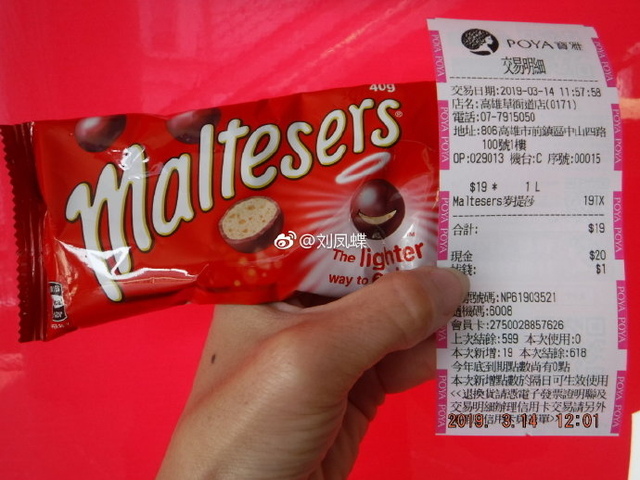 40g
Maltesers®
The lighter
way to
@刘凤蝶
POYA 寶雅
交易明細
交易日期:2019-03-14 11:57:58
店名:高雄草衙道店(0171)
電話:07-7915050
地址:806高雄市前鎮區中山四路
100號1樓
OP:029013 機台:C 序號:00015
$19 * 1 L
Maltesers麥提莎 19TX
合計: $19
現金 $20
找錢: $1
號碼:NP61903521
隨機碼:6008
會員卡:2750028857626
上次結餘:599 本次使用:0
本次新增:19 本次結餘:618
今年底到期點數尚有0點
本次新增點數於隔日可生效使用
<<退換貨請憑電子發票證明聯及
交易明細辦理信用卡交易請另外
2019. 3.14 12:01